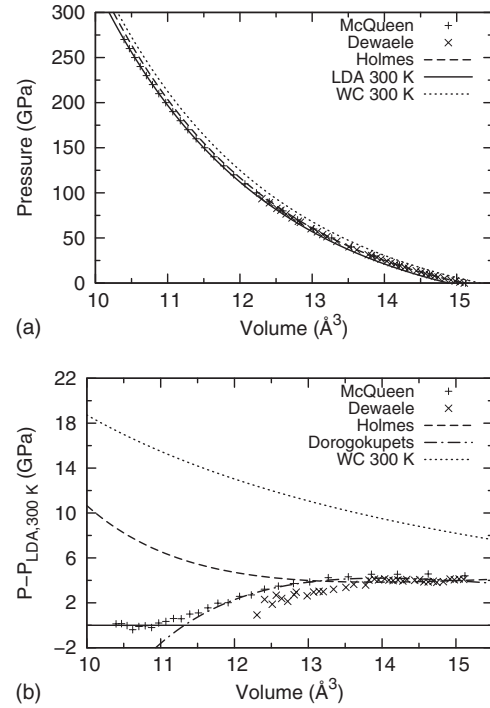 300
250
200
150
100
50
0
Pressure (GPa)
McQueen
Dewaele
Holmes
LDA 300 K
WC 300 K
10 11 12 13 14 15
(a)
Volume (Å3)
22
18
14
10
6
2
−2
P−PLDA,300 K (GPa)
McQueen
Dewaele
Holmes
Dorogokupets
WC 300 K
10 11 12 13 14 15
(b)
Volume (Å3)